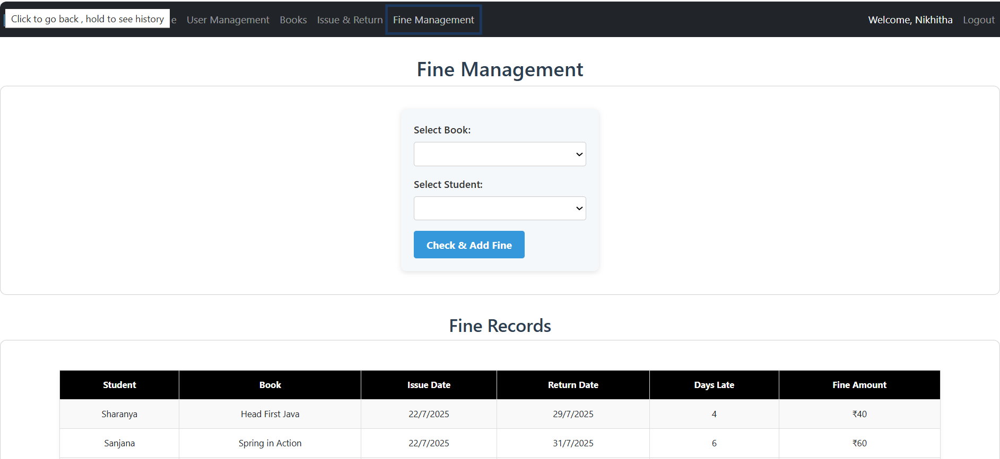 Click to go back , hold to see history e User Management Books Issue & Return Fine Management Welcome, Nikhitha Logout
Fine Management
Select Book:
Select Student:
Check & Add Fine
Fine Records
Student Book Issue Date Return Date Days Late Fine Amount
Sharanya Head First Java 22/7/2025 29/7/2025 4 ₹40
Sanjana Spring in Action 22/7/2025 31/7/2025 6 ₹60